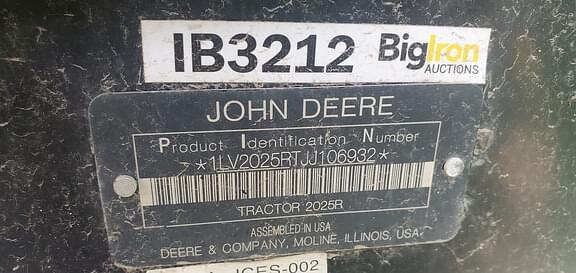 IB3212 BigIron
AUCTIONS
JOHN DEERE
Product Identification Number
*1LV2025RTJJ106932*
TRACTOR 2025R
ASSEMBLED IN USA
DEERE & COMPANY, MOLINE, ILLINOIS, USA